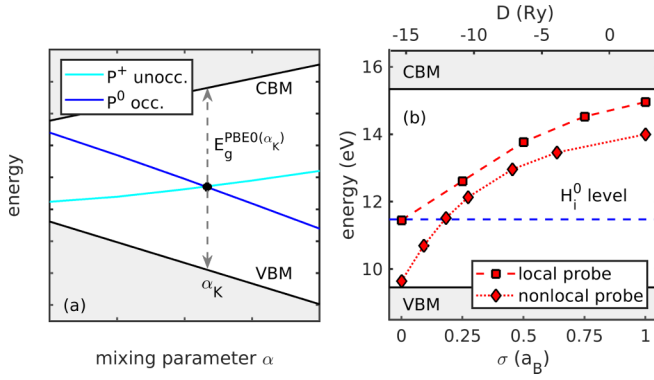 P⁺ unocc.
P⁰ occ.
CBM
E_g^PBE0(α_K)
VBM
(a)
α_K
energy
mixing parameter α
D (Ry)
-15 -10 -5 0
CBM
(b)
H_i^0 level
local probe
nonlocal probe
VBM
16
14
12
10
energy (eV)
0 0.25 0.5 0.75 1
σ (a_B)